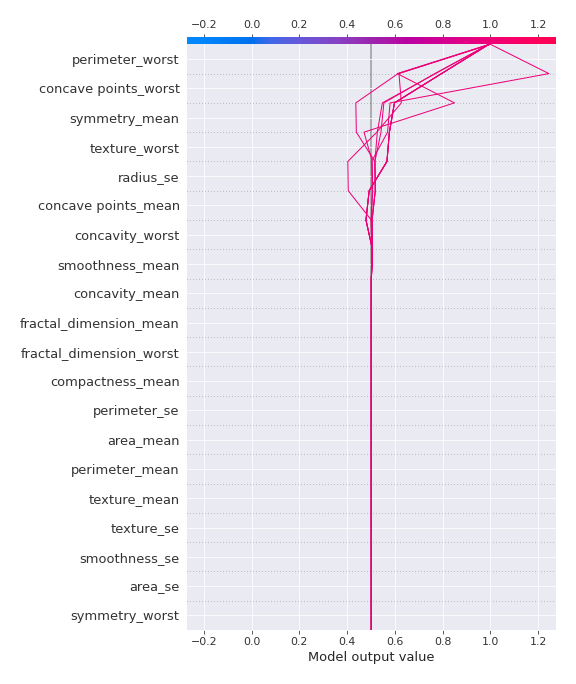 −0.2 0.0 0.2 0.4 0.6 0.8 1.0 1.2
perimeter_worst
concave points_worst
symmetry_mean
texture_worst
radius_se
concave points_mean
concavity_worst
smoothness_mean
concavity_mean
fractal_dimension_mean
fractal_dimension_worst
compactness_mean
perimeter_se
area_mean
perimeter_mean
texture_mean
texture_se
smoothness_se
area_se
symmetry_worst
−0.2 0.0 0.2 0.4 0.6 0.8 1.0 1.2
Model output value